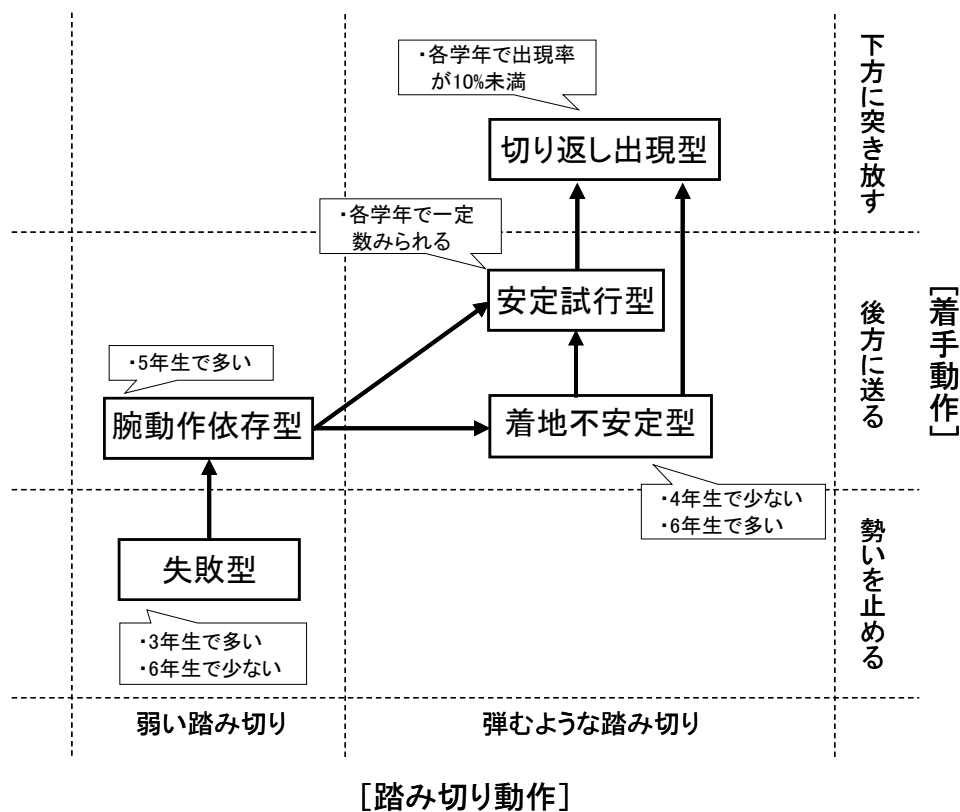 ・各学年で出現率
が10%未満
切り返し出現型
下方に突き放す
・各学年で一定
数みられる
安定試行型
後方に送る
[着手動作]
・5年生で多い
腕動作依存型
着地不安定型
・4年生で少ない
・6年生で多い
失敗型
勢いを止める
・3年生で多い
・6年生で少ない
弱い踏み切り
弾むような踏み切り
[踏み切り動作]